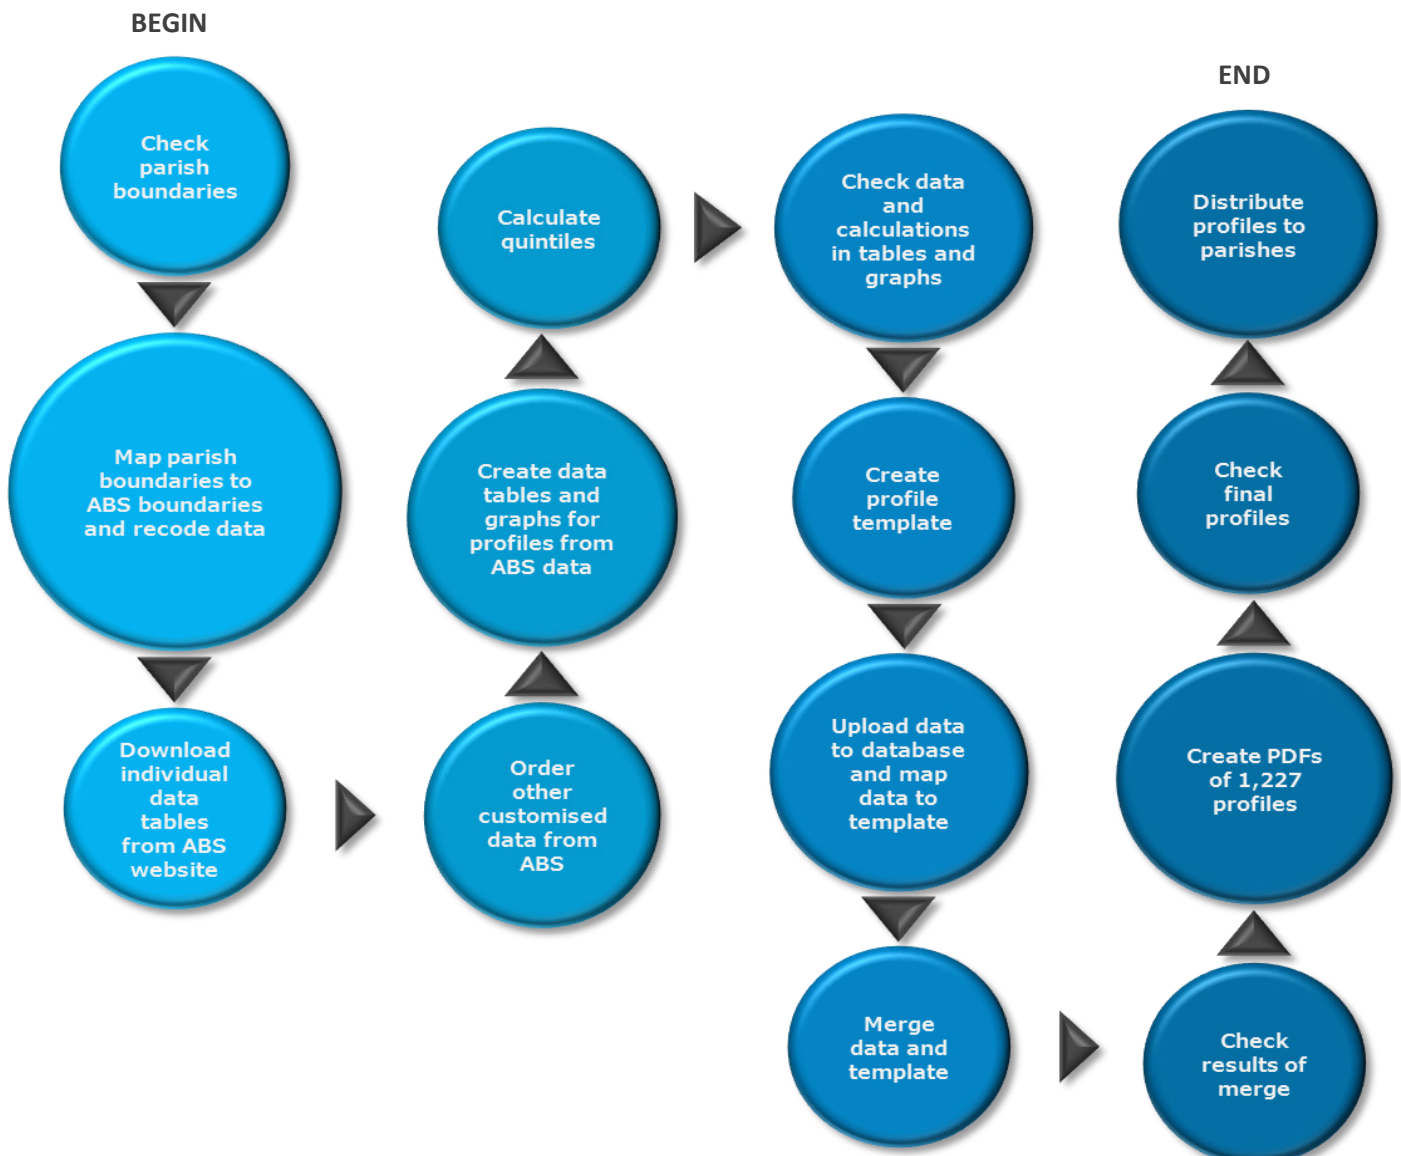 BEGIN
Check
parish
boundaries
Map parish
boundaries to
ABS boundaries
and recode data
Download
individual
data
tables
from ABS
website
Order
other
customised
data from
ABS
Create data
tables and
graphs for
profiles from
ABS data
Calculate
quintiles
Check data
and
calculations
in tables and
graphs
Create
profile
template
Upload data
to database
and map
data to
template
Merge
data and
template
Check
results of
merge
Create PDFs
of 1,227
profiles
Check
final
profiles
Distribute
profiles to
parishes
END